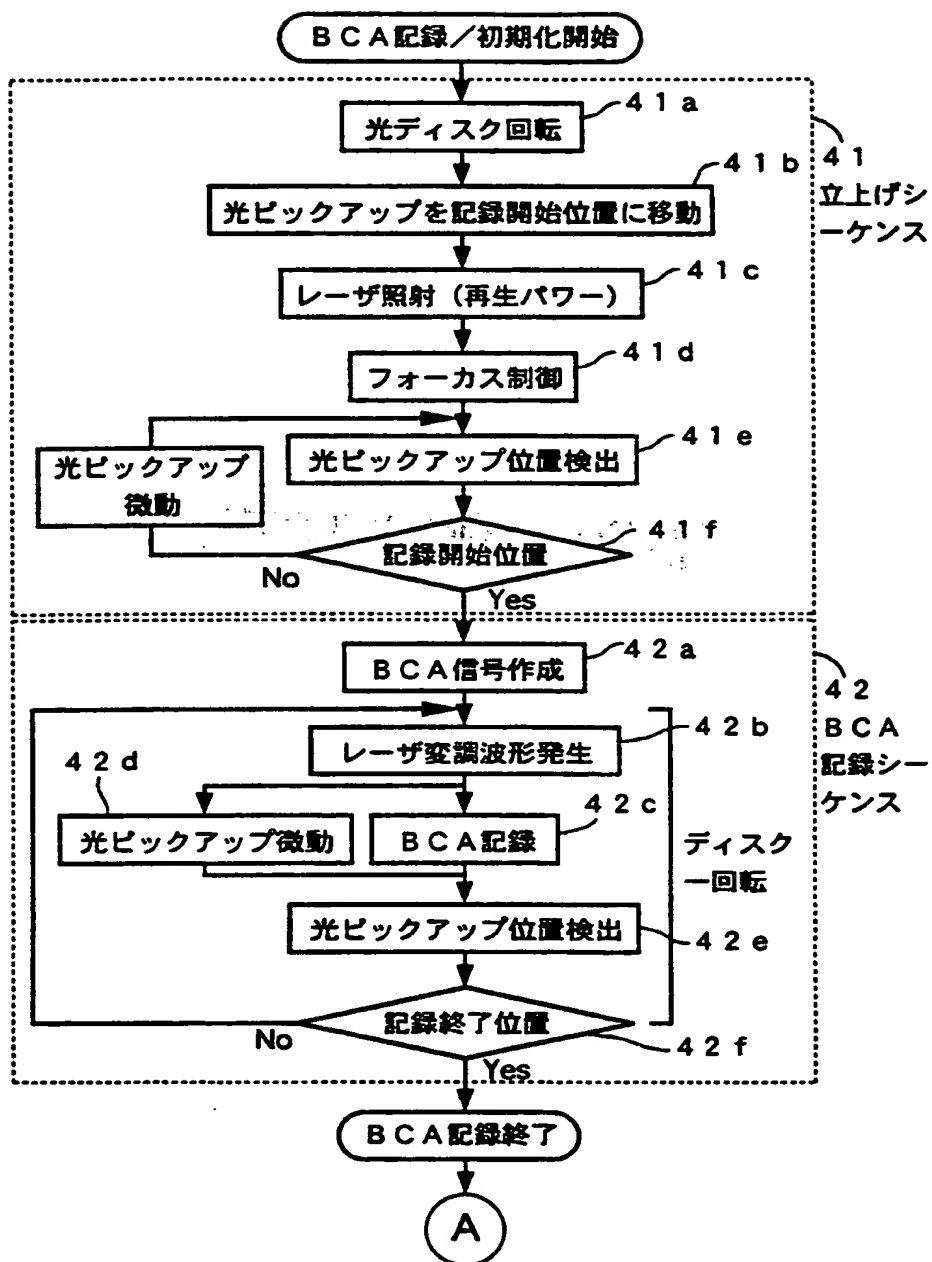 BCA記録／初期化開始
41a
光ディスク回転
41b
光ピックアップを記録開始位置に移動
41
立上げシ
ーケンス
41c
レーザ照射（再生パワー）
41d
フォーカス制御
41e
光ピックアップ位置検出
光ピックアップ
微動
41f
記録開始位置
No
Yes
42a
BCA信号作成
42
BCA
記録シー
ケンス
42b
レーザ変調波形発生
42d
光ピックアップ微動
42c
BCA記録
ディスク
一回転
光ピックアップ位置検出
42e
記録終了位置
No
42f
Yes
BCA記録終了
A